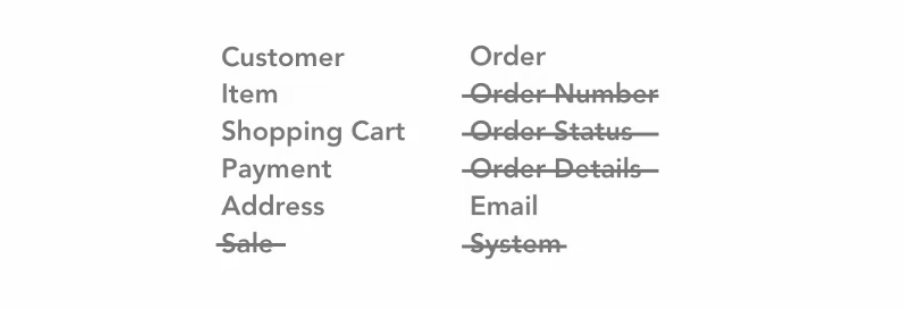 Customer
Item
Shopping Cart
Payment
Address
Sale
Order
Order Number
Order Status
Order Details
Email
System